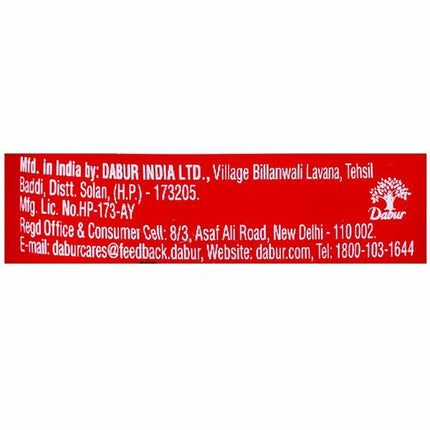 Mfd. in India by: DABUR INDIA LTD., Village Billanwali Lavana, Tehsil
Baddi, Distt. Solan, (H.P.) - 173205.
Mfg. Lic. No.HP-173-AY
Regd Office & Consumer Cell: 8/3, Asaf Ali Road, New Delhi - 110 002.
E-mail: daburcares@feedback.dabur, Website: dabur.com, Tel: 1800-103-1644
Dabur